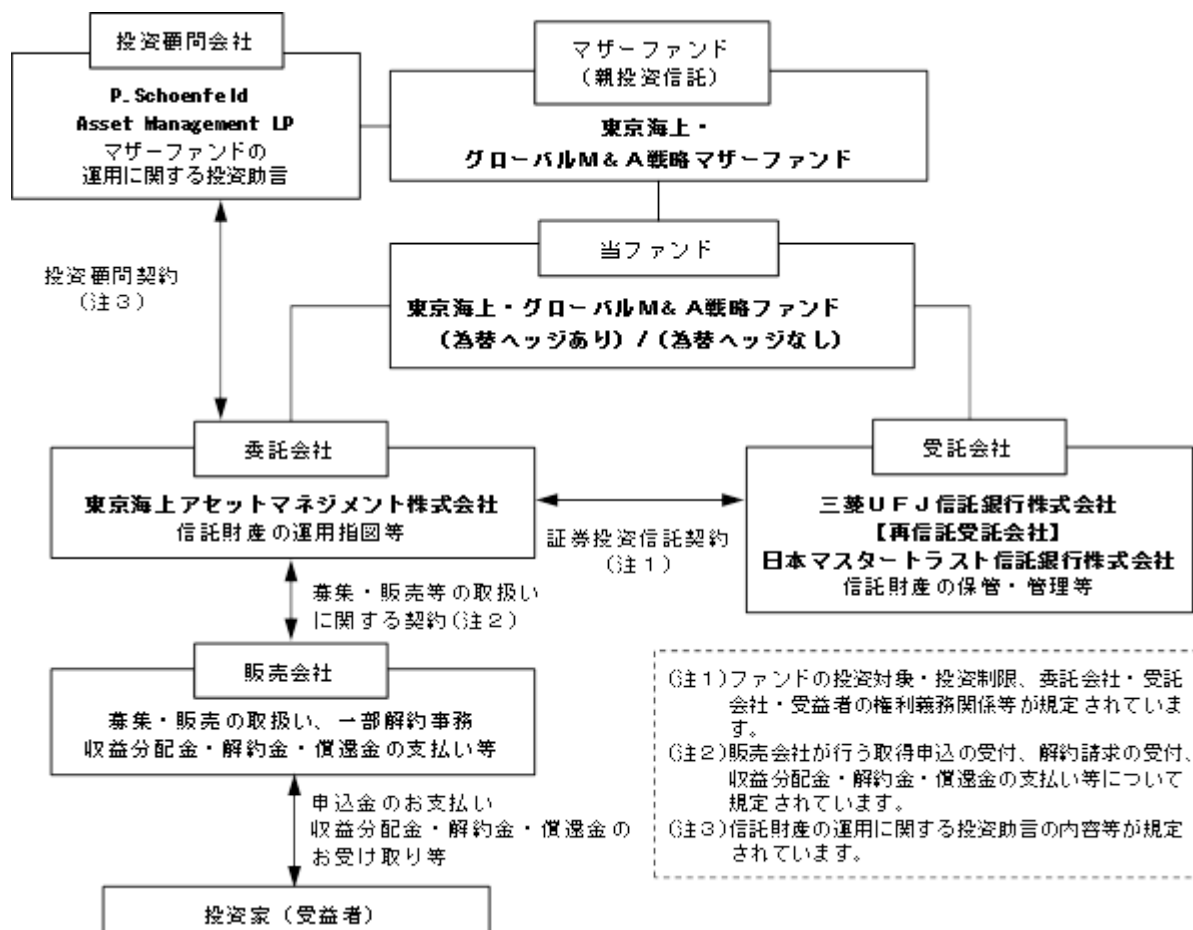 投資顧問会社
P.Schoenfeld
Asset Management LP
マザーファンドの
運用に関する投資助言
マザーファンド
(親投資信託)
東京海上・
グローバルM&A戦略マザーファンド
当ファンド
東京海上・グローバルM&A戦略ファンド
(為替ヘッジあり)/(為替ヘッジなし)
投資顧問契約
(注3)
委託会社
東京海上アセットマネジメント株式会社
信託財産の運用指図等
証券投資信託契約
(注1)
受託会社
三菱UFJ信託銀行株式会社
【再信託受託会社】
日本マスタートラスト信託銀行株式会社
信託財産の保管・管理等
募集・販売等の取扱い
に関する契約(注2)
販売会社
募集・販売の取扱い、一部解約事務
収益分配金・解約金・償還金の支払い等
申込金のお支払い
収益分配金・解約金・償還金の
お受け取り等
投資家(受益者)
(注1)ファンドの投資対象・投資制限、委託会社・受託
会社・受益者の権利義務関係等が規定されていま
す。
(注2)販売会社が行う取得申込の受付、解約請求の受付、
収益分配金・解約金・償還金の支払い等について
規定されています。
(注3)信託財産の運用に関する投資助言の内容等が規定
されています。